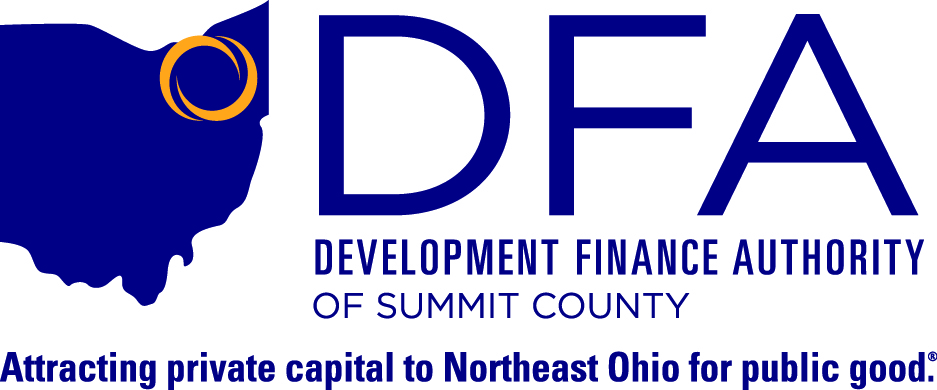 DFA
DEVELOPMENT FINANCE AUTHORITY
OF SUMMIT COUNTY
Attracting private capital to Northeast Ohio for public good.®